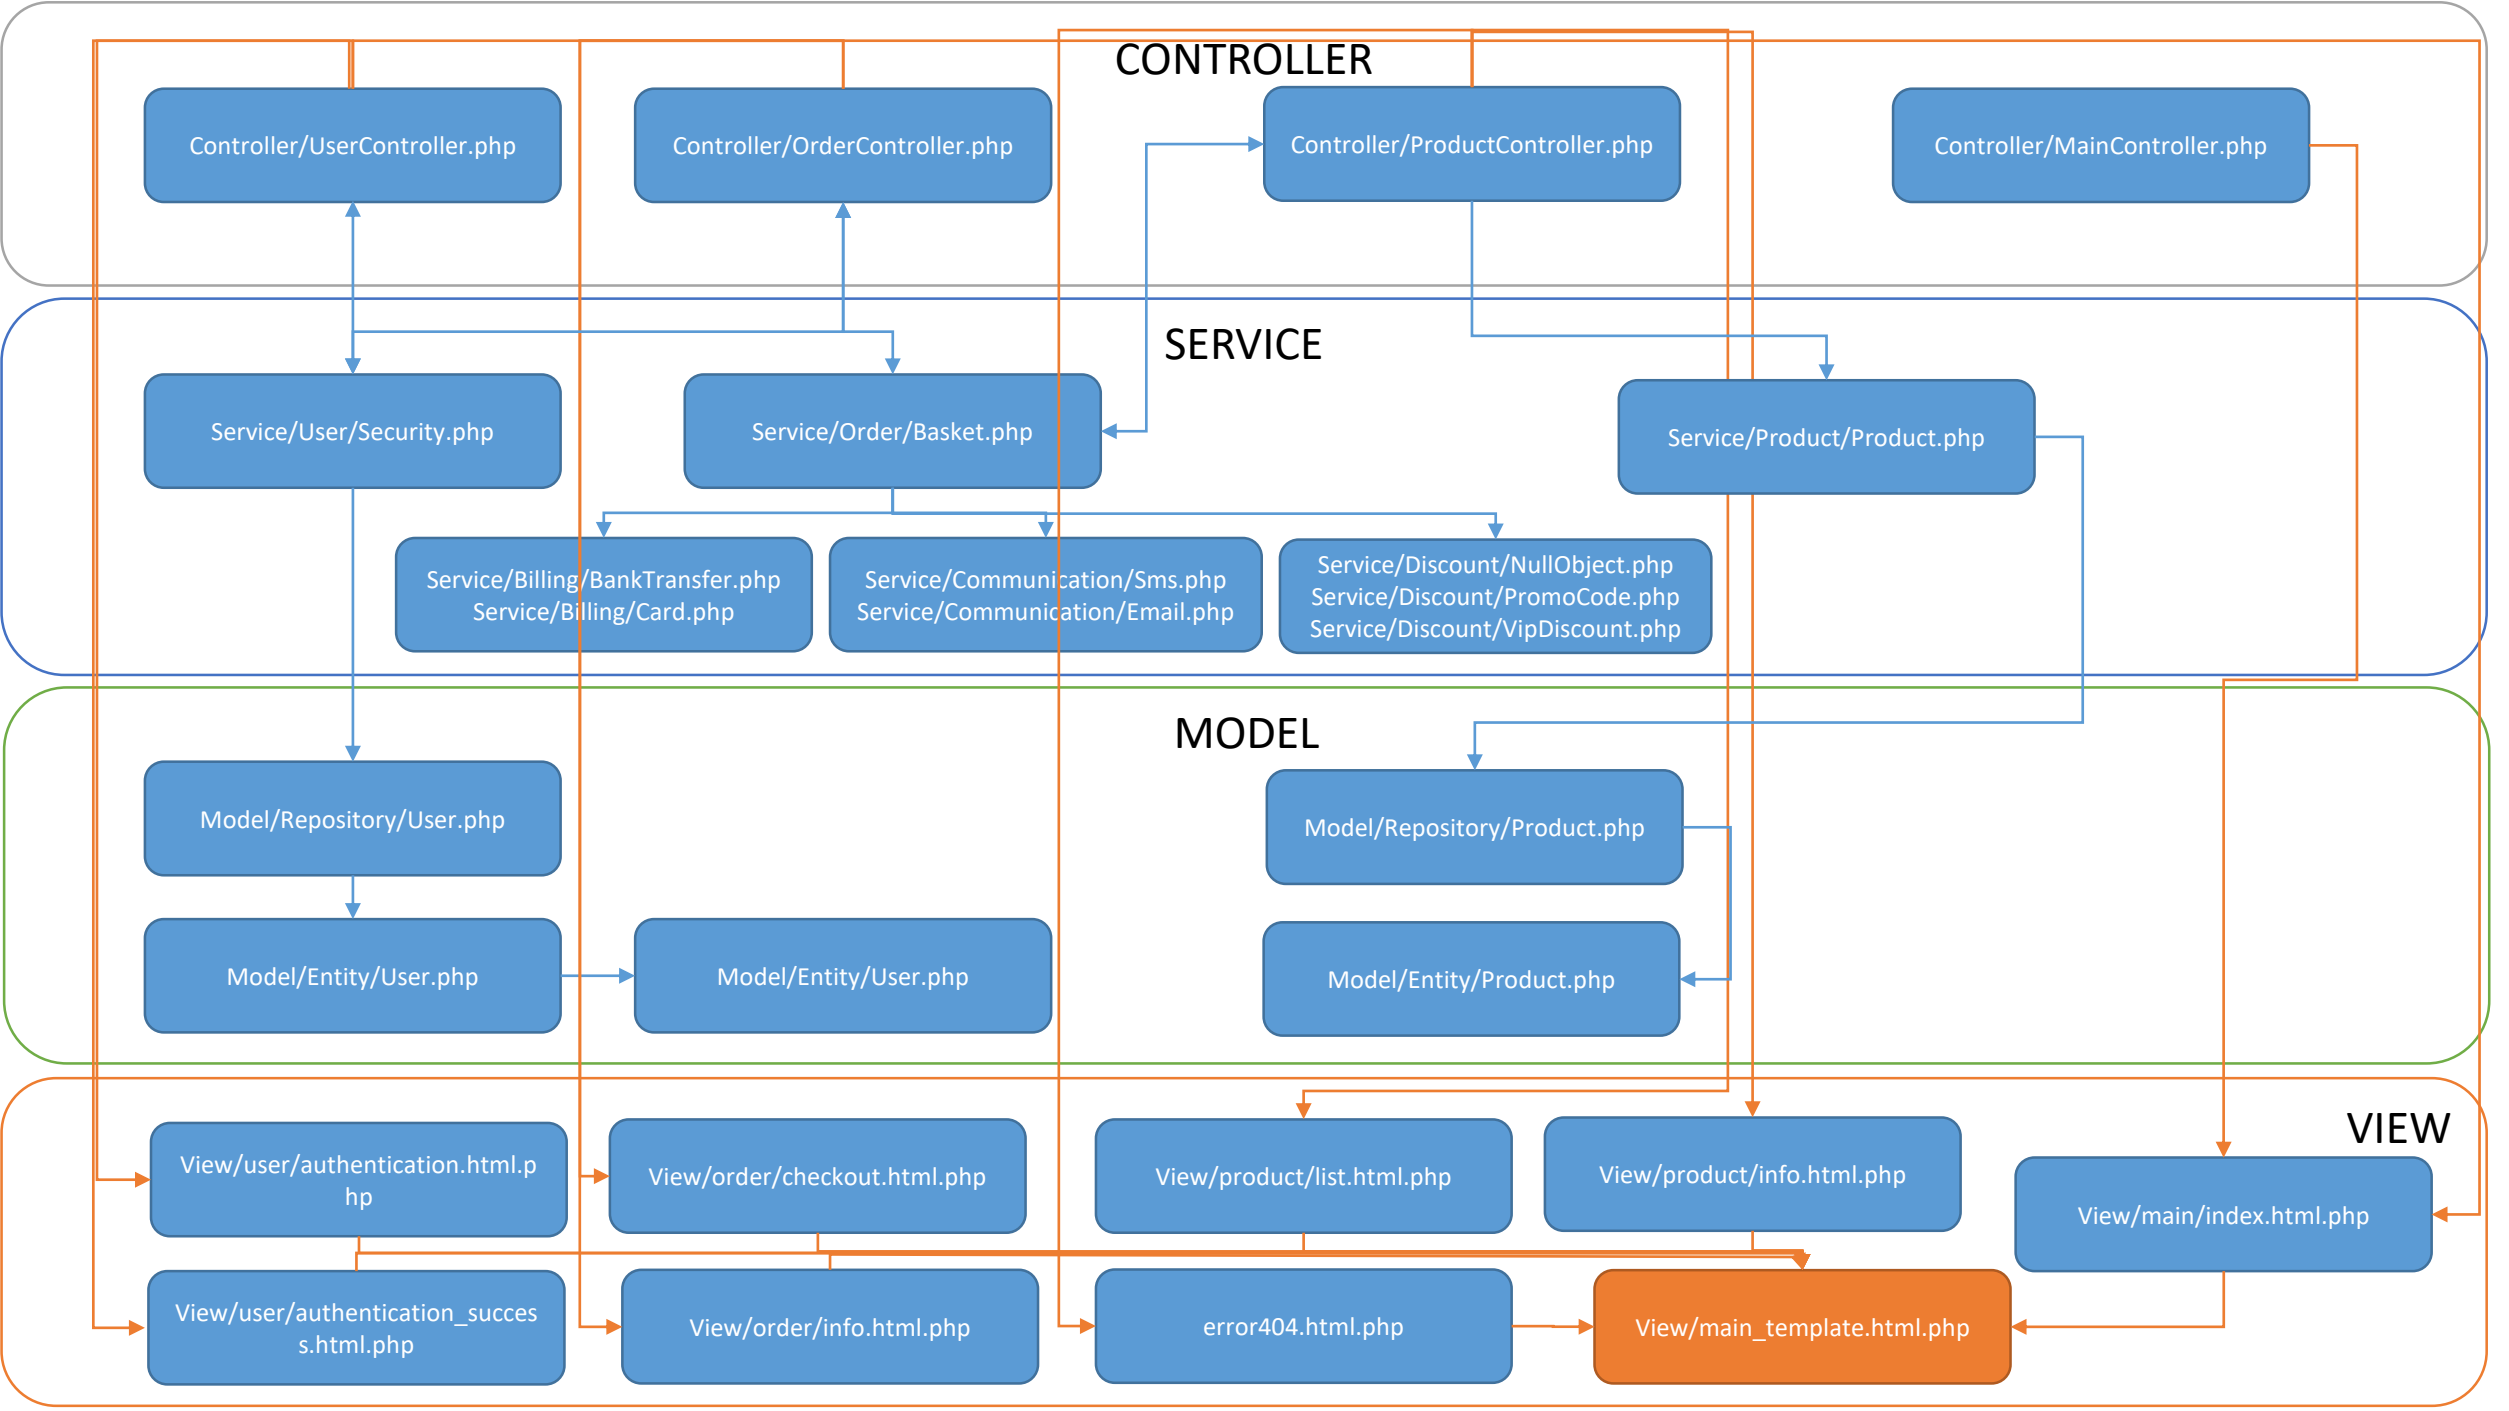 CONTROLLER
Controller/UserController.php
Controller/OrderController.php
Controller/ProductController.php
Controller/MainController.php
SERVICE
Service/User/Security.php
Service/Order/Basket.php
Service/Product/Product.php
Service/Billing/BankTransfer.php
Service/Billing/Card.php
Service/Communication/Sms.php
Service/Communication/Email.php
Service/Discount/NullObject.php
Service/Discount/PromoCode.php
Service/Discount/VipDiscount.php
MODEL
Model/Repository/User.php
Model/Repository/Product.php
Model/Entity/User.php
Model/Entity/User.php
Model/Entity/Product.php
VIEW
View/user/authentication.html.p
hp
View/order/checkout.html.php
View/product/list.html.php
View/product/info.html.php
View/main/index.html.php
View/user/authentication_succes
s.html.php
View/order/info.html.php
error404.html.php
View/main_template.html.php